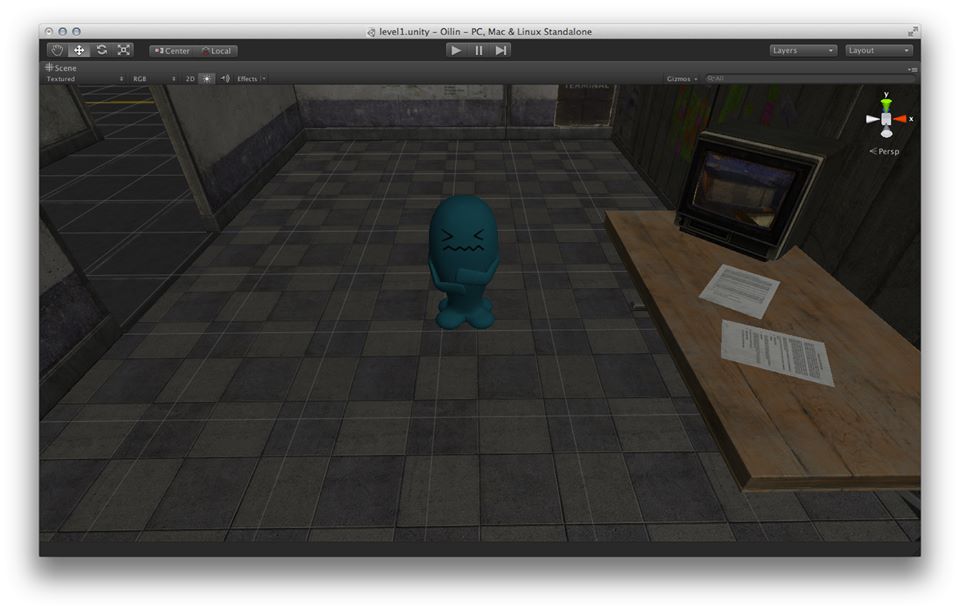 level1.unity - Oilin - PC, Mac & Linux Standalone
Center Local Layers Layout
Scene
Textured RGB 2D Effects Gizmos All
TERMINAL
y
x
Persp